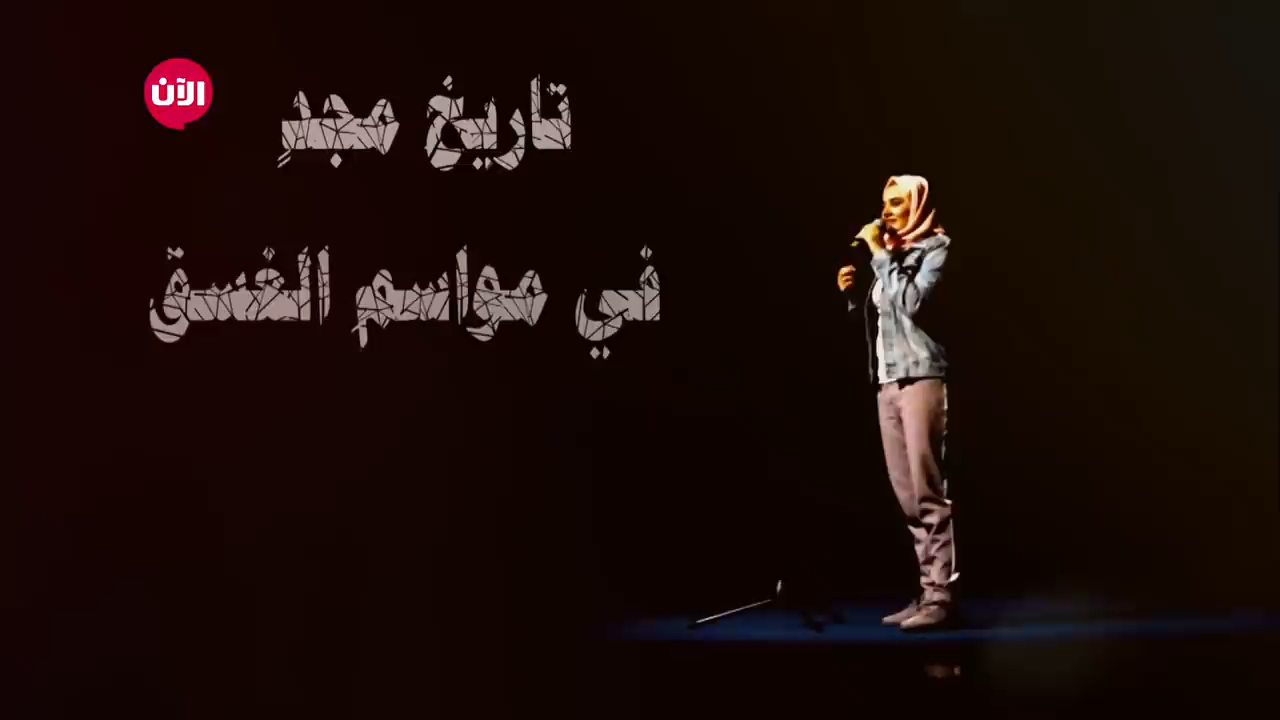 الآن
تاريخ مجدٍ
في مواسم الغسق